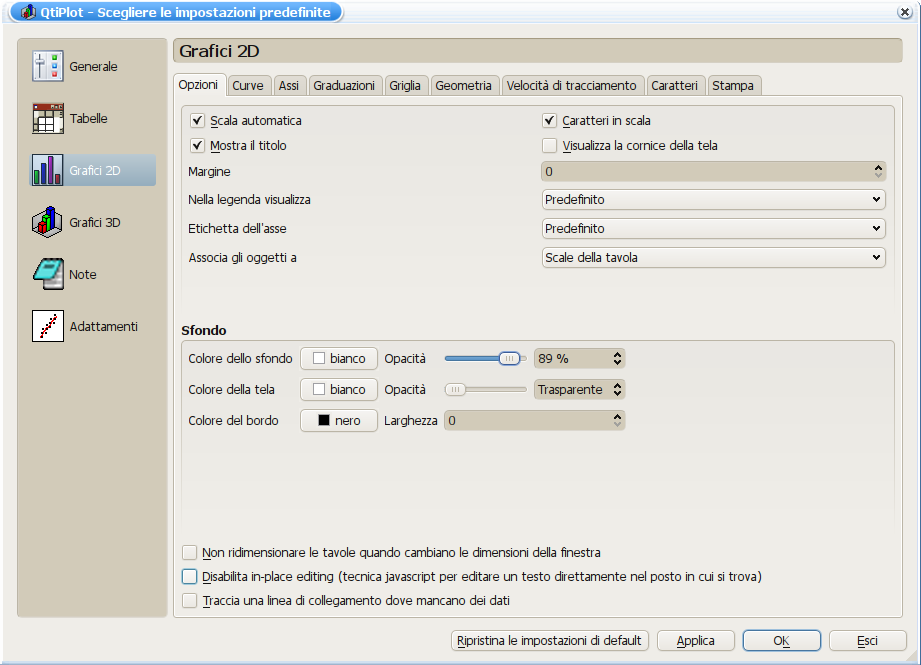 QtiPlot - Scegliere le impostazioni predefinite
Generale
Tabelle
Grafici 2D
Grafici 3D
Note
Adattamenti
Grafici 2D
Opzioni Curve Assi Graduazioni Griglia Geometria Velocità di tracciamento Caratteri Stampa
Scala automatica Caratteri in scala
Mostra il titolo Visualizza la cornice della tela
Margine 0
Nella legenda visualizza Predefinito
Etichetta dell'asse Predefinito
Associa gli oggetti a Scale della tavola
Sfondo
Colore dello sfondo bianco Opacità 89 %
Colore della tela bianco Opacità Trasparente
Colore del bordo nero Larghezza 0
Non ridimensionare le tavole quando cambiano le dimensioni della finestra
Disabilita in-place editing (tecnica javascript per editare un testo direttamente nel posto in cui si trova)
Traccia una linea di collegamento dove mancano dei dati
Ripristina le impostazioni di default Applica OK Esci